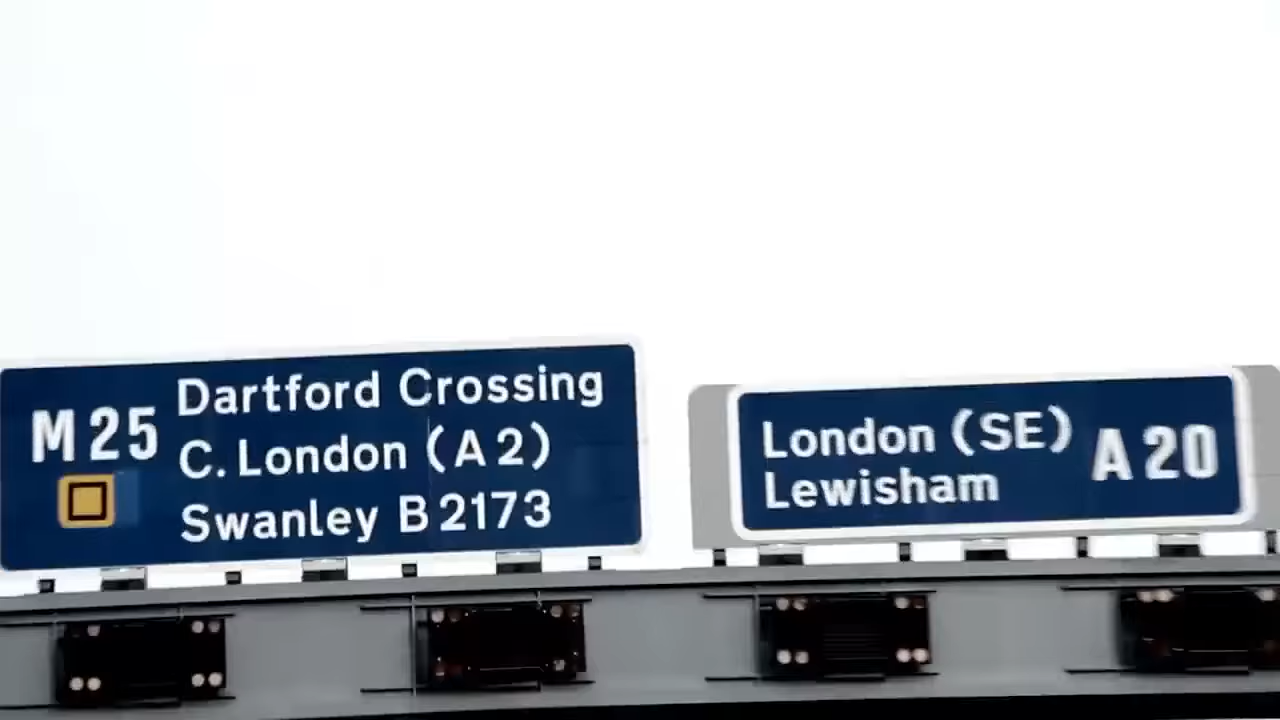 M25
Dartford Crossing
C. London (A2)
Swanley B2173
London (SE)
Lewisham
A20